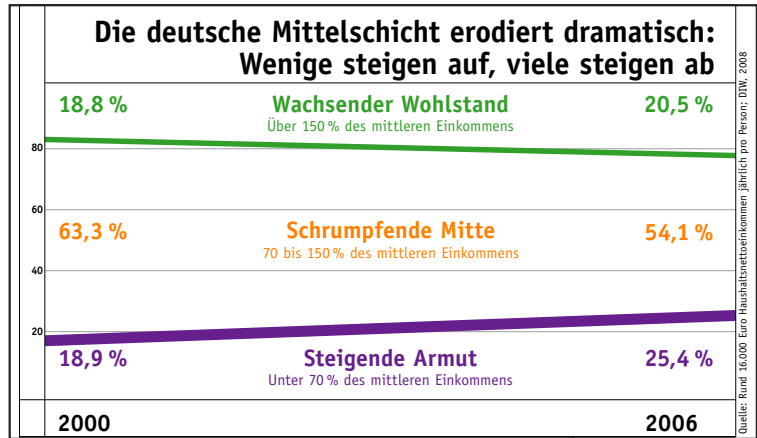 Die deutsche Mittelschicht erodiert dramatisch:
Wenige steigen auf, viele steigen ab
18,8 % Wachsender Wohlstand 20,5 %
Über 150 % des mittleren Einkommens
80
60
63,3 % Schrumpfende Mitte 54,1 %
70 bis 150 % des mittleren Einkommens
40
20
18,9 % Steigende Armut 25,4 %
Unter 70 % des mittleren Einkommens
2000 2006
Quelle: Rund 16.000 Euro Haushaltsnettoeinkommen jährlich pro Person; DIW, 2008